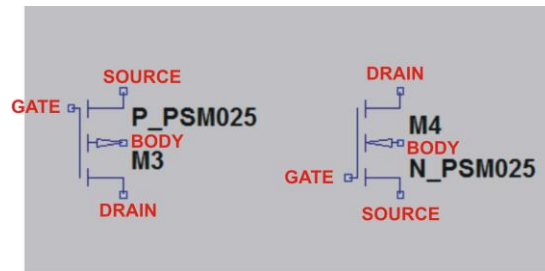 SOURCE
GATE
P_PSM025
BODY
M3
DRAIN
DRAIN
M4
BODY
N_PSM025
GATE
SOURCE